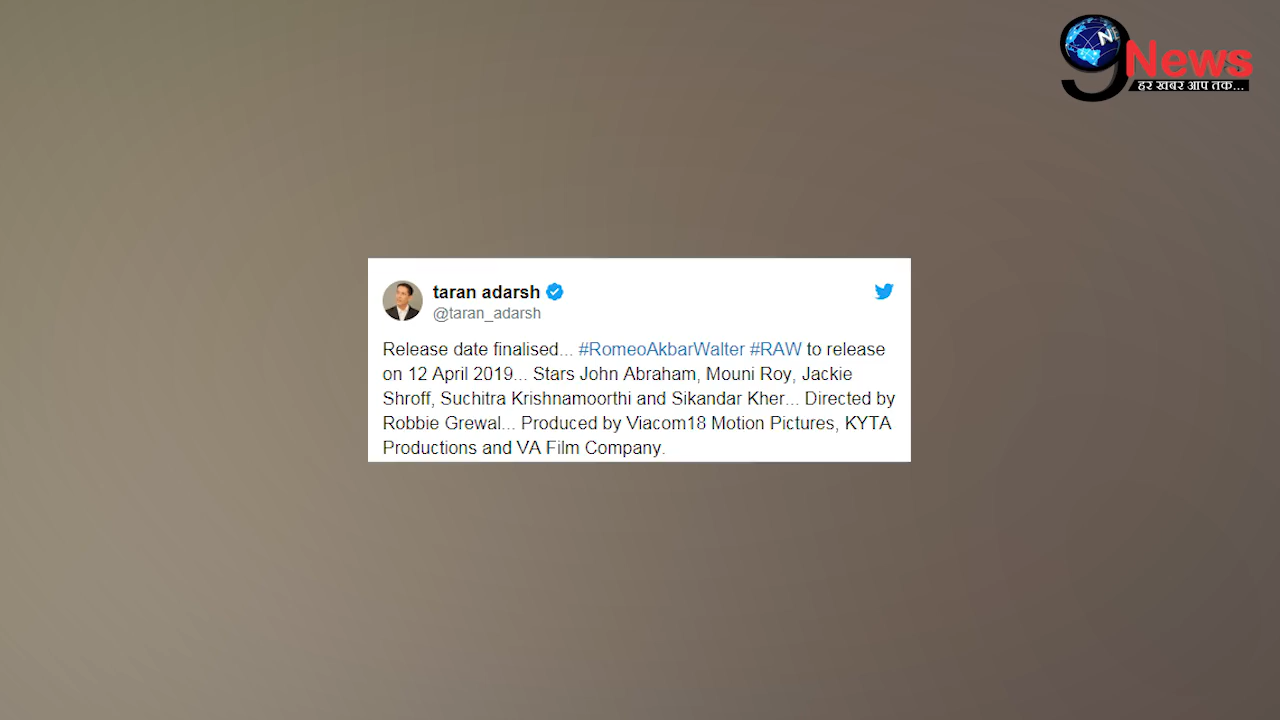 9 News
हर खबर आप तक...
taran adarsh
@taran_adarsh
Release date finalised... #RomeoAkbarWalter #RAW to release
on 12 April 2019... Stars John Abraham, Mouni Roy, Jackie
Shroff, Suchitra Krishnamoorthi and Sikandar Kher... Directed by
Robbie Grewal... Produced by Viacom18 Motion Pictures, KYTA
Productions and VA Film Company.